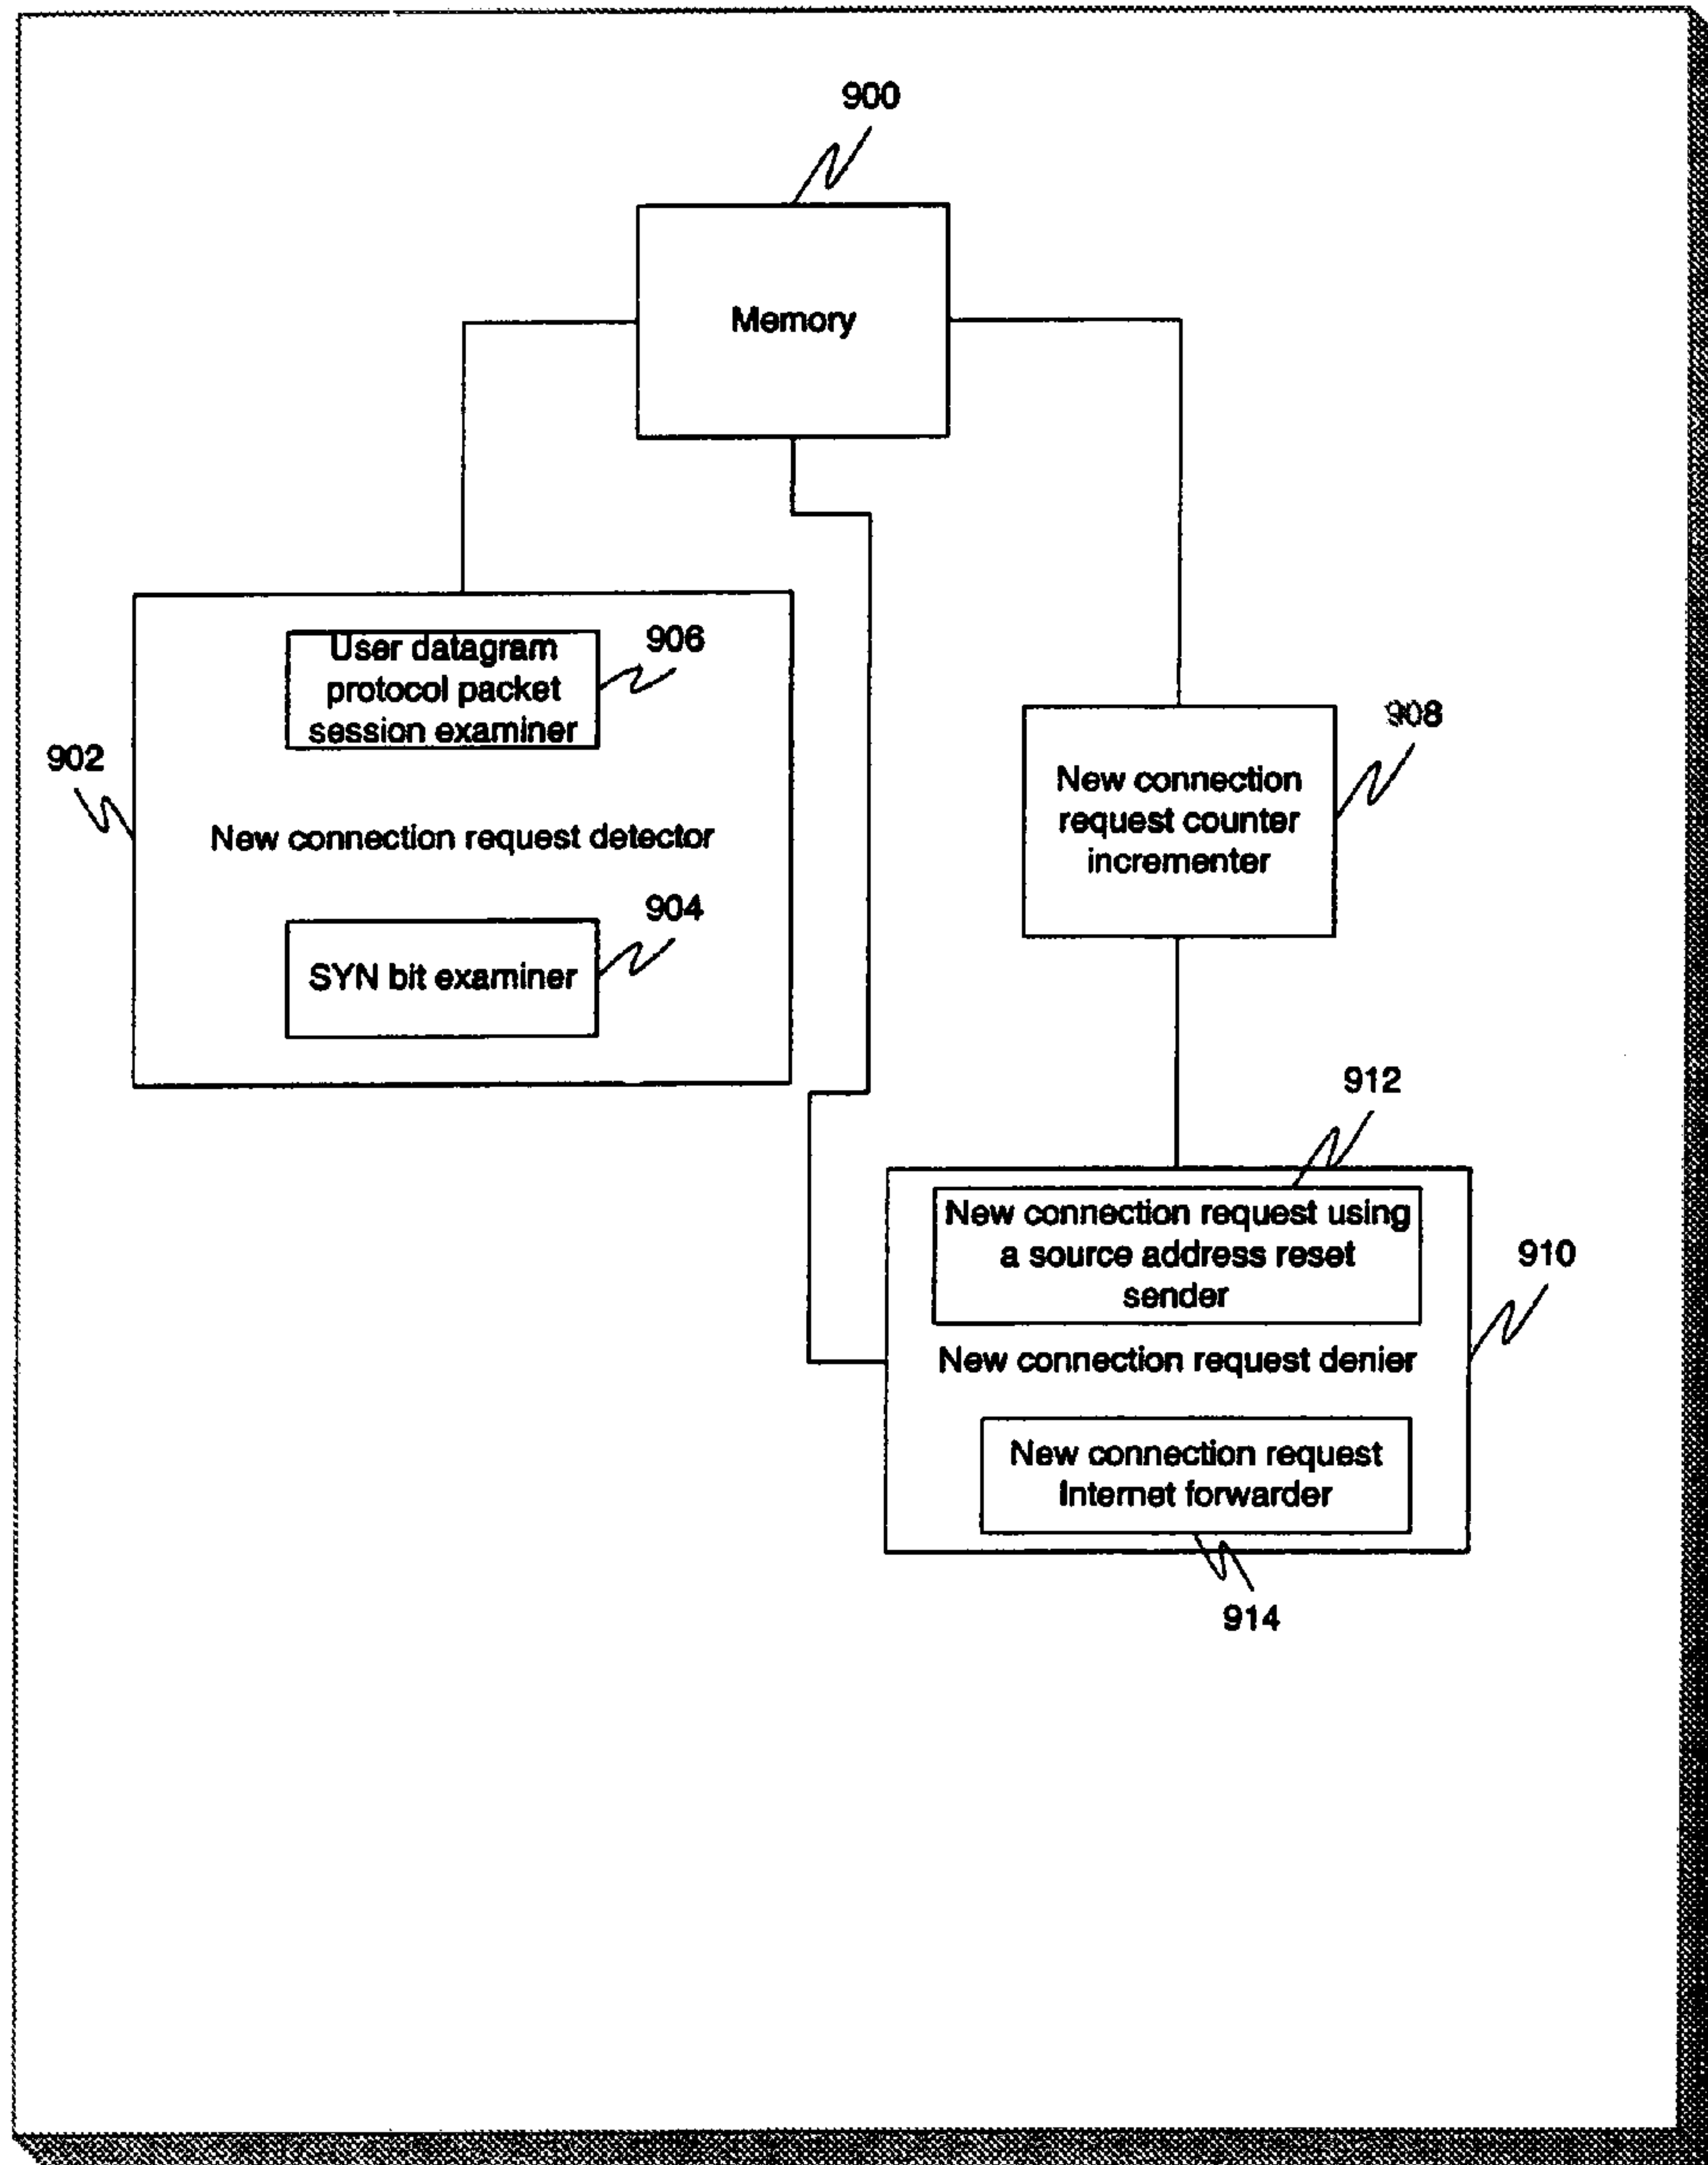 900
Memory
User datagram
protocol packet
session examiner
906
902
New connection request detector
904
SYN bit examiner
908
New connection
request counter
incrementer
912
New connection request using
a source address reset
sender
910
New connection request denier
New connection request
Internet forwarder
914